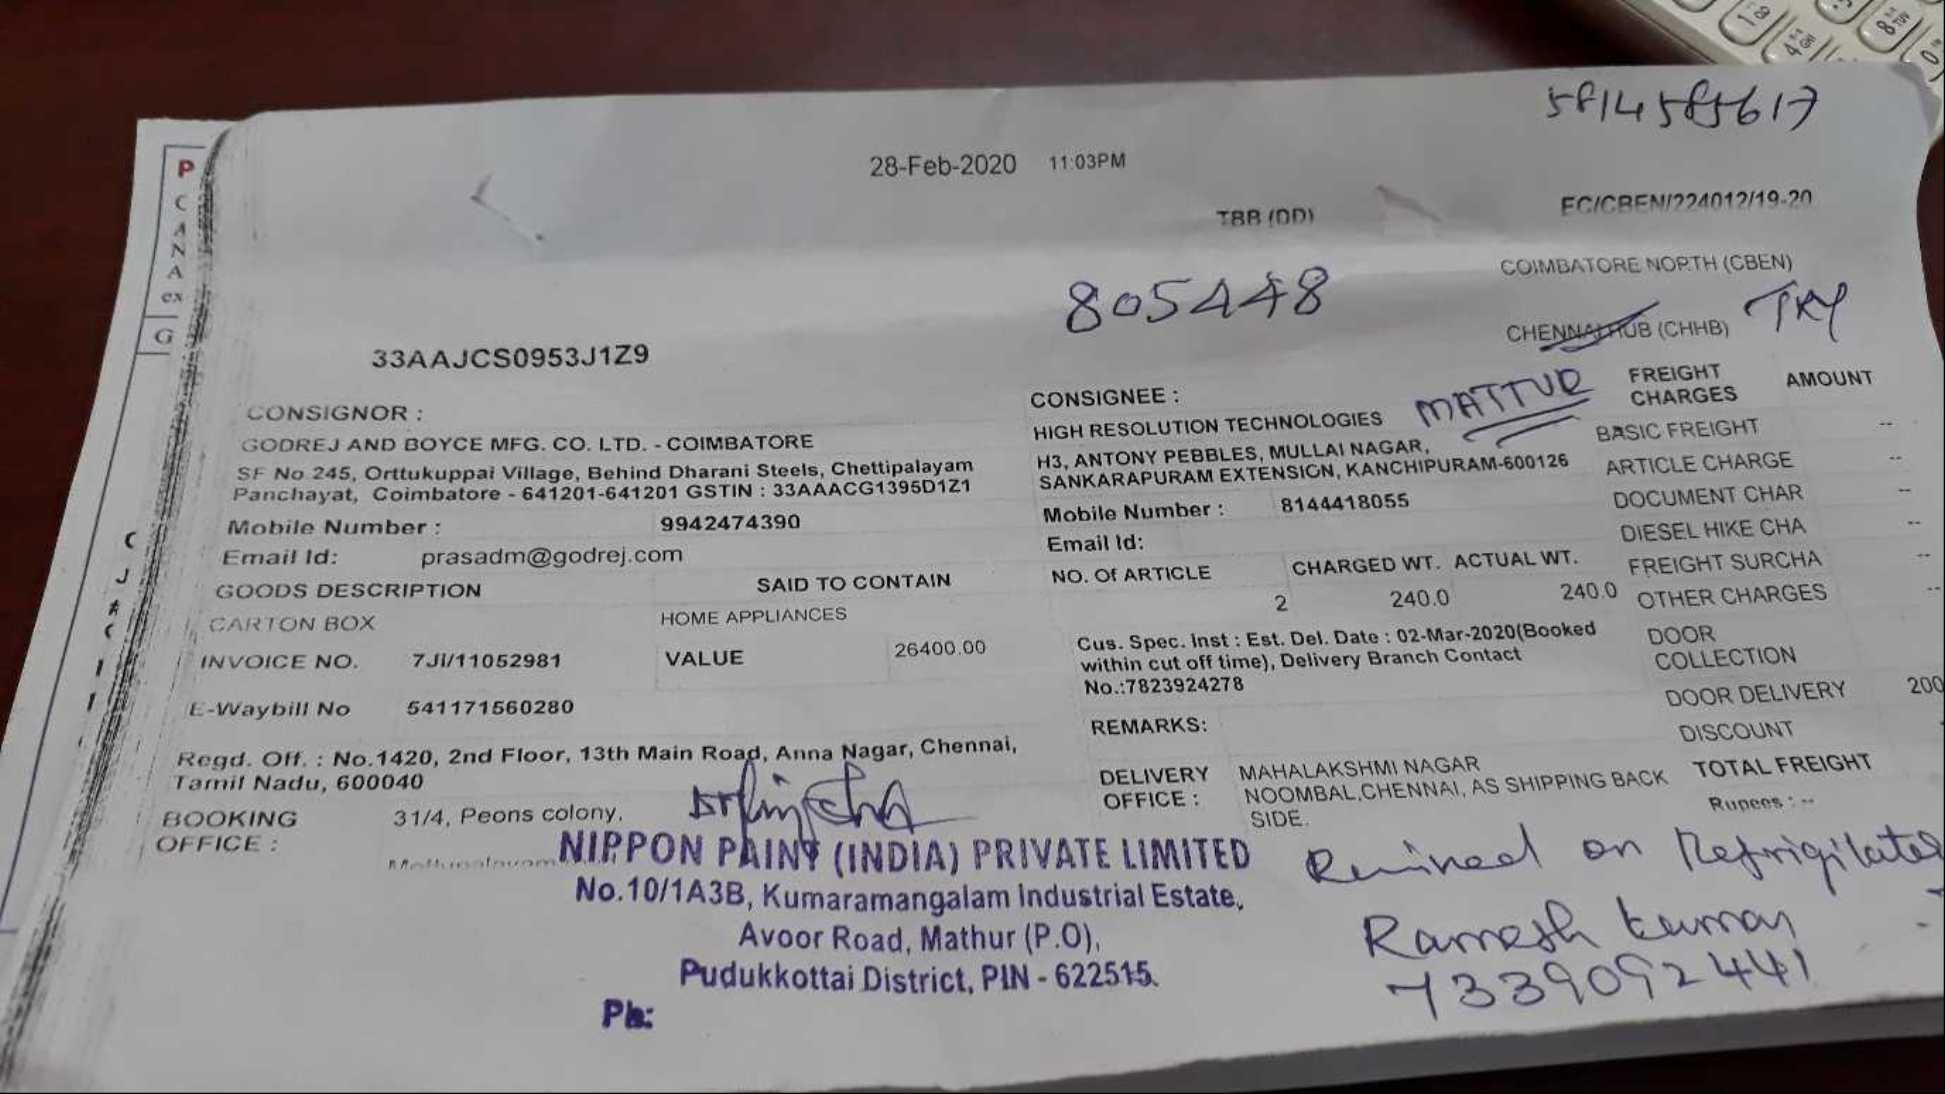 5814585617
28-Feb-2020 11:03PM
TBB (DD)
EC/CBEN/224012/19-20
COIMBATORE NORTH (CBEN)
805448
CHENNAI HUB (CHHB) TRY
33AAJCS0953J1Z9
CONSIGNOR :
GODREJ AND BOYCE MFG. CO. LTD. - COIMBATORE
SF No 245, Orttukuppai Village, Behind Dharani Steels, Chettipalayam
Panchayat, Coimbatore - 641201-641201 GSTIN : 33AAACG1395D1Z1
Mobile Number : 9942474390
Email Id: prasadm@godrej.com
GOODS DESCRIPTION SAID TO CONTAIN
CARTON BOX HOME APPLIANCES
INVOICE NO. 7JI/11052981 VALUE 26400.00
E-Waybill No 541171560280
Regd. Off. : No.1420, 2nd Floor, 13th Main Road, Anna Nagar, Chennai,
Tamil Nadu, 600040
BOOKING
OFFICE :
31/4, Peons colony,
CONSIGNEE :
HIGH RESOLUTION TECHNOLOGIES MATTUR
H3, ANTONY PEBBLES, MULLAI NAGAR,
SANKARAPURAM EXTENSION, KANCHIPURAM-600126
Mobile Number : 8144418055
Email Id:
NO. Of ARTICLE CHARGED WT. ACTUAL WT.
2 240.0 240.0
Cus. Spec. Inst : Est. Del. Date : 02-Mar-2020(Booked
within cut off time), Delivery Branch Contact
No.:7823924278
REMARKS:
DELIVERY
OFFICE :
MAHALAKSHMI NAGAR
NOOMBAL,CHENNAI, AS SHIPPING BACK
SIDE.
FREIGHT
CHARGES AMOUNT
BASIC FREIGHT --
ARTICLE CHARGE --
DOCUMENT CHAR --
DIESEL HIKE CHA --
FREIGHT SURCHA --
OTHER CHARGES --
DOOR
COLLECTION
DOOR DELIVERY 200
DISCOUNT
TOTAL FREIGHT
Rupees : --
NIPPON PAINT (INDIA) PRIVATE LIMITED
No.10/1A3B, Kumaramangalam Industrial Estate,
Avoor Road, Mathur (P.O),
Pudukkottai District, PIN - 622515.
Ph:
on
Ramesh kumar
7339092441